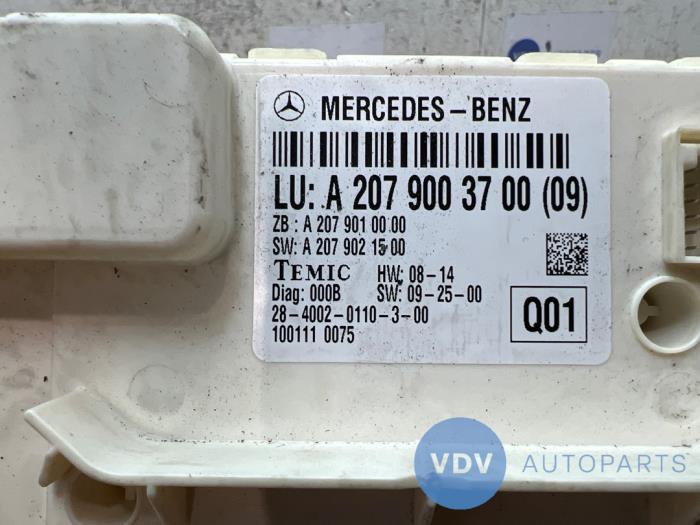 MERCEDES-BENZ
LU: A 207 900 37 00 (09)
ZB : A 207 901 00 00
SW: A 207 902 15 00
TEMIC HW: 08-14
Diag: 000B SW: 09-25-00
28-4002-0110-3-00
100111 0075
Q01
VDV AUTOPARTS